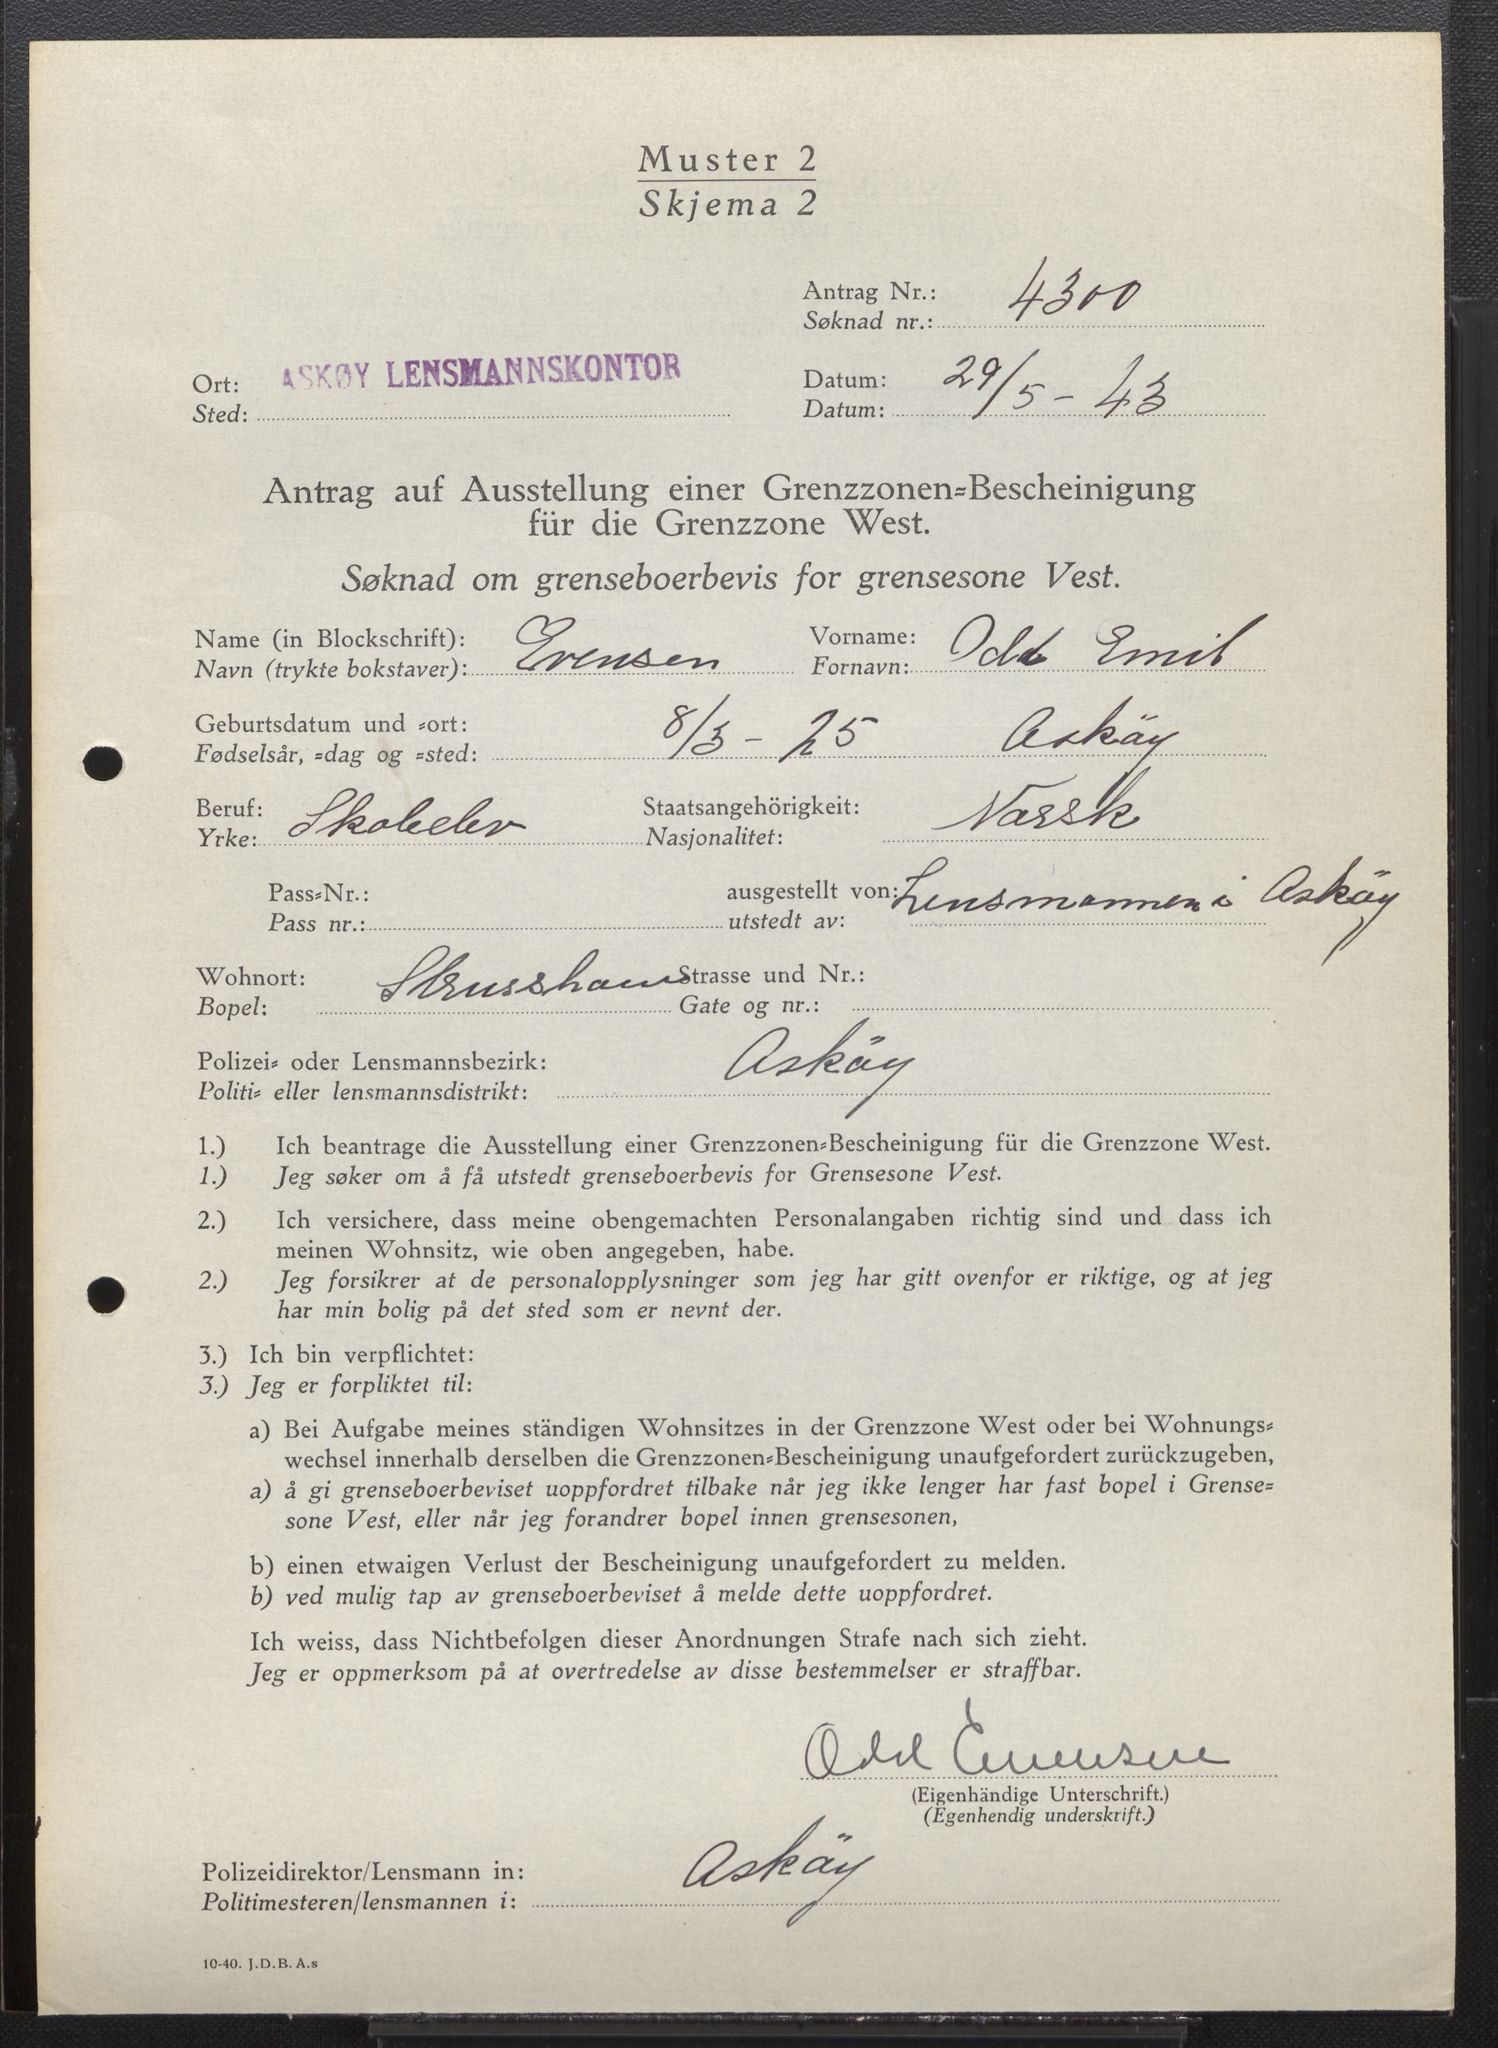 Muster 2
Skjema 2
Antrag Nr.: 4300
Søknad nr.:
Ort: ASKØY LENSMANNSKONTOR
Sted:
Datum: 29/5 - 43
Datum:
Antrag auf Ausstellung einer Grenzzonen=Bescheinigung
für die Grenzzone West.
Søknad om grenseboerbevis for grensesone Vest.
Name (in Blockschrift): Evensen Vorname: Odd Emil
Navn (trykte bokstaver): Fornavn:
Geburtsdatum und =ort: 8/3 - 25 Askøy
Fødselsår, =dag og =sted:
Beruf: Skoleelev Staatsangehörigkeit: Norsk
Yrke: Nasjonalitet:
Pass=Nr.: ausgestellt von: Lensmannen i Askøy
Pass nr.: utstedt av:
Wohnort: Strusshamn Strasse und Nr.:
Bopel: Gate og nr.:
Polizei= oder Lensmannsbezirk: Askøy
Politi= eller lensmannsdistrikt:
1.) Ich beantrage die Ausstellung einer Grenzzonen=Bescheinigung für die Grenzzone West.
1.) Jeg søker om å få utstedt grenseboerbevis for Grensesone Vest.
2.) Ich versichere, dass meine obengemachten Personalangaben richtig sind und dass ich
meinen Wohnsitz, wie oben angegeben, habe.
2.) Jeg forsikrer at de personalopplysninger som jeg har gitt ovenfor er riktige, og at jeg
har min bolig på det sted som er nevnt der.
3.) Ich bin verpflichtet:
3.) Jeg er forpliktet til:
a) Bei Aufgabe meines ständigen Wohnsitzes in der Grenzzone West oder bei Wohnungs=
wechsel innerhalb derselben die Grenzzonen=Bescheinigung unaufgefordert zurückzugeben,
a) å gi grenseboerbeviset uoppfordret tilbake når jeg ikke lenger har fast bopel i Grense=
sone Vest, eller når jeg forandrer bopel innen grensesonen,
b) einen etwaigen Verlust der Bescheinigung unaufgefordert zu melden.
b) ved mulig tap av grenseboerbeviset å melde dette uoppfordret.
Ich weiss, dass Nichtbefolgen dieser Anordnungen Strafe nach sich zieht.
Jeg er oppmerksom på at overtredelse av disse bestemmelser er straffbar.
Odd Evensen
(Eigenhändige Unterschrift.)
(Egenhendig underskrift.)
Polizeidirektor/Lensmann in: Askøy
Politimesteren/lensmannen i:
10-40. J.D.B. A.s